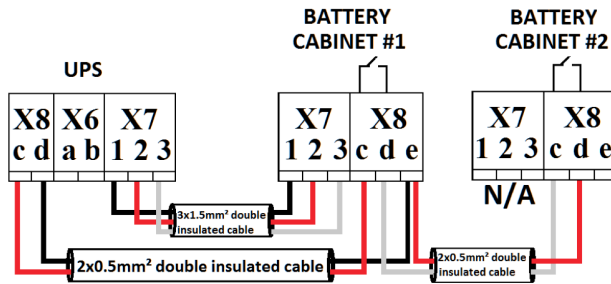 BATTERY
CABINET #1
BATTERY
CABINET #2
UPS
X8 X6 X7
c d a b 1 2 3
X7 X8
1 2 3 c d e
X7 X8
1 2 3 c d e
N/A
3x1.5mm² double
insulated cable
2x0.5mm² double insulated cable
2x0.5mm² double
insulated cable